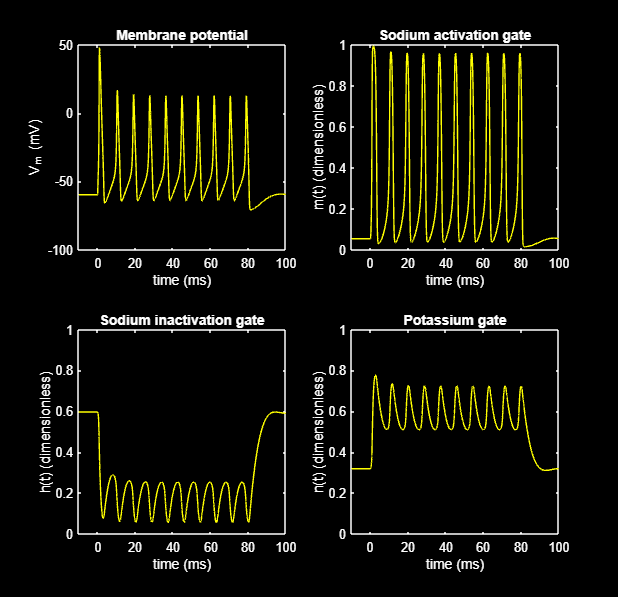 Membrane potential
50
0
-50
-100
Vm (mV)
0 20 40 60 80 100
time (ms)
Sodium activation gate
1
0.8
0.6
0.4
0.2
0
m(t) (dimensionless)
0 20 40 60 80 100
time (ms)
Sodium inactivation gate
1
0.8
0.6
0.4
0.2
0
h(t) (dimensionless)
0 20 40 60 80 100
time (ms)
Potassium gate
1
0.8
0.6
0.4
0.2
0
n(t) (dimensionless)
0 20 40 60 80 100
time (ms)